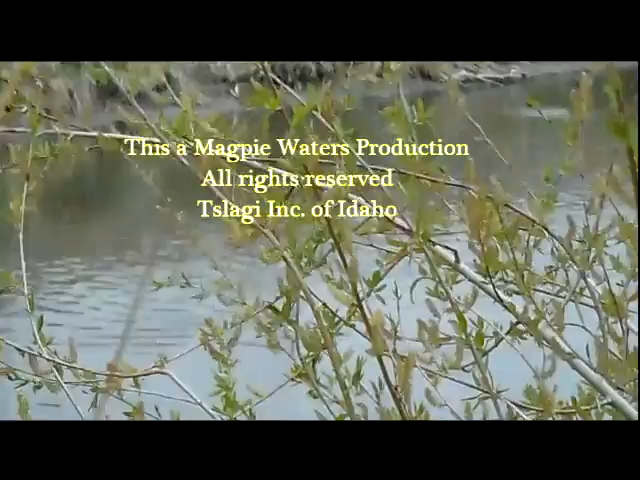 This a Magpie Waters Production
All rights reserved
Tslagi Inc. of Idaho